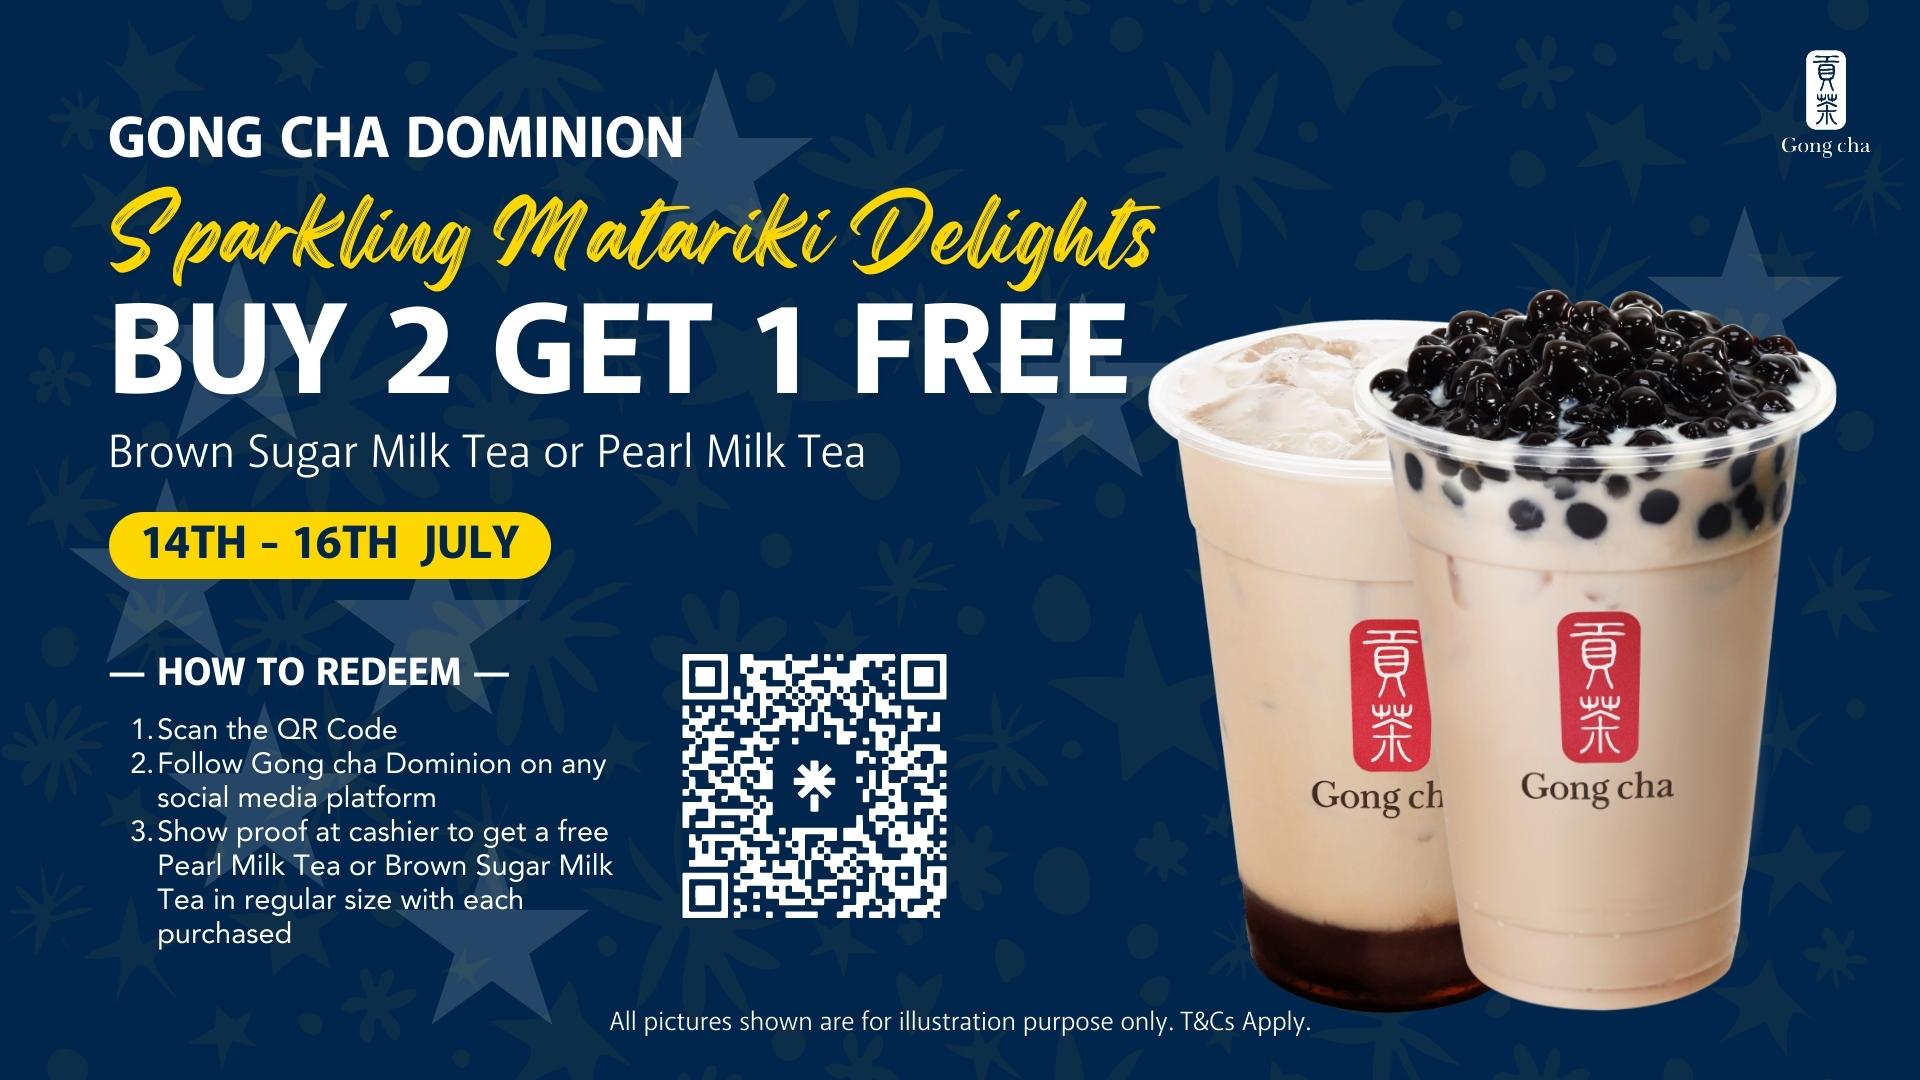 貢茶
Gong cha
GONG CHA DOMINION
Sparkling Matariki Delights
BUY 2 GET 1 FREE
Brown Sugar Milk Tea or Pearl Milk Tea
14TH - 16TH JULY
— HOW TO REDEEM —
1. Scan the QR Code
2. Follow Gong cha Dominion on any
social media platform
3. Show proof at cashier to get a free
Pearl Milk Tea or Brown Sugar Milk
Tea in regular size with each
purchased
貢茶
Gong ch
貢茶
Gong cha
All pictures shown are for illustration purpose only. T&Cs Apply.